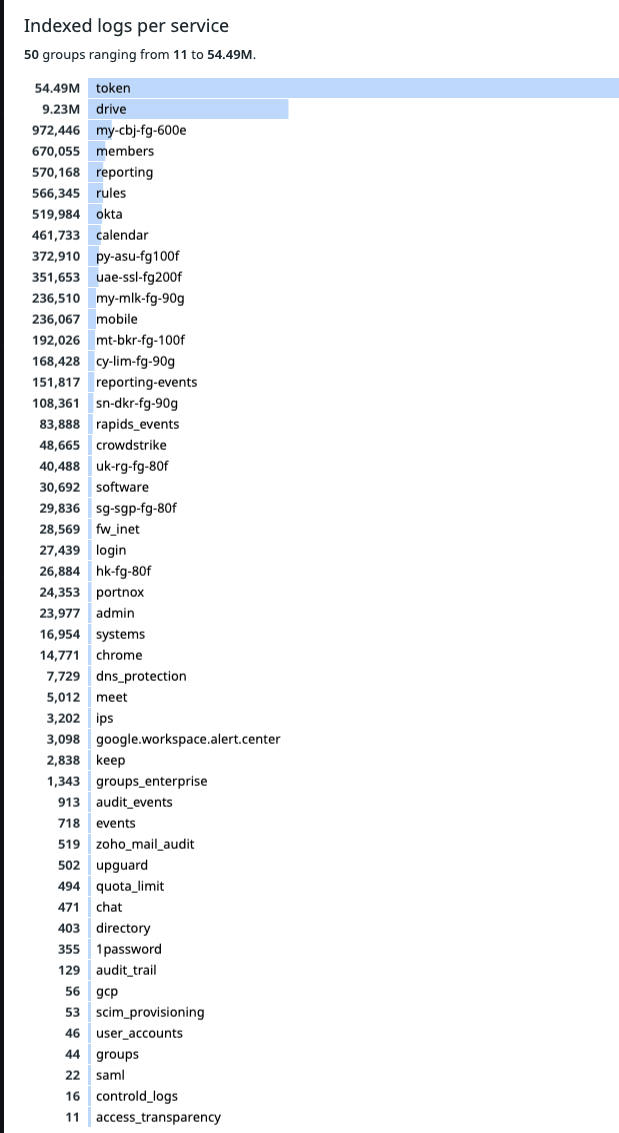 Indexed logs per service
50 groups ranging from 11 to 54.49M.
54.49M token
9.23M drive
972,446 my-cbj-fg-600e
670,055 members
570,168 reporting
566,345 rules
519,984 okta
461,733 calendar
372,910 py-asu-fg100f
351,653 uae-ssl-fg200f
236,510 my-mlk-fg-90g
236,067 mobile
192,026 mt-bkr-fg-100f
168,428 cy-lim-fg-90g
151,817 reporting-events
108,361 sn-dkr-fg-90g
83,888 rapids_events
48,665 crowdstrike
40,488 uk-rg-fg-80f
30,692 software
29,836 sg-sgp-fg-80f
28,569 fw_inet
27,439 login
26,884 hk-fg-80f
24,353 portnox
23,977 admin
16,954 systems
14,771 chrome
7,729 dns_protection
5,012 meet
3,202 ips
3,098 google.workspace.alert.center
2,838 keep
1,343 groups_enterprise
913 audit_events
718 events
519 zoho_mail_audit
502 upguard
494 quota_limit
471 chat
403 directory
355 1password
129 audit_trail
56 gcp
53 scim_provisioning
46 user_accounts
44 groups
22 saml
16 controld_logs
11 access_transparency